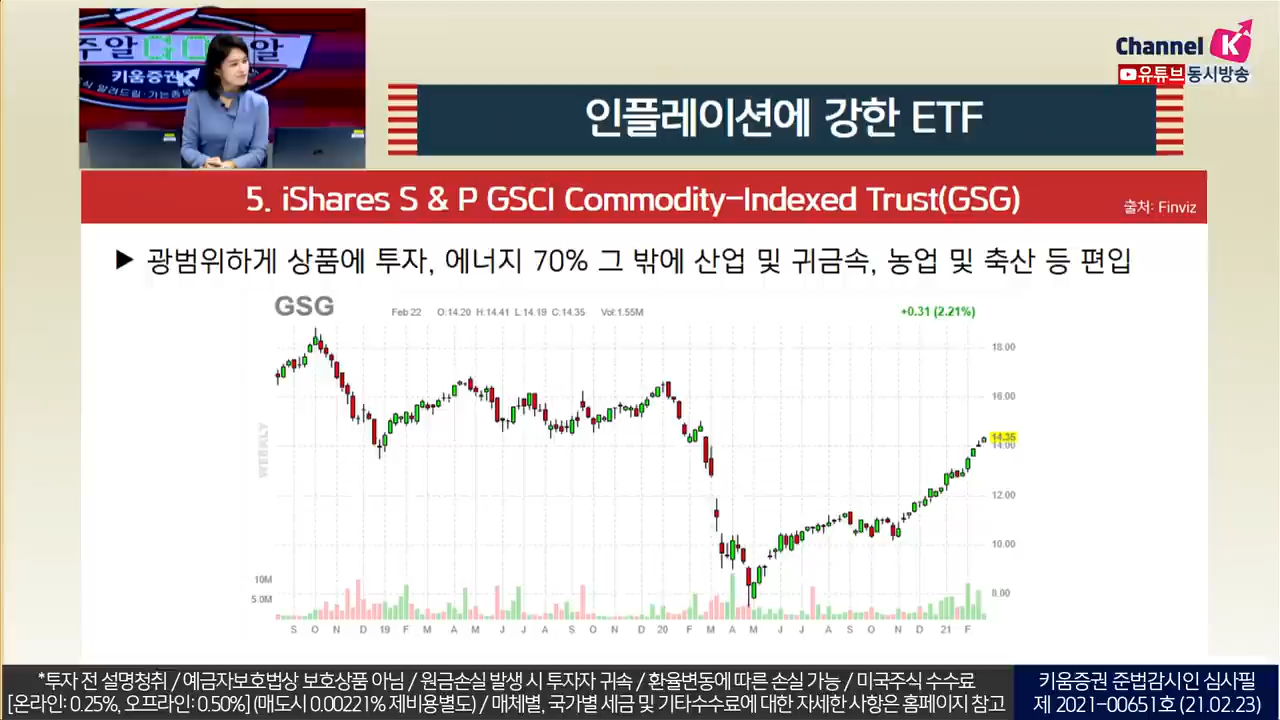 주알GO주알
키움증권
Channel K
유튜브동시방송
인플레이션에 강한 ETF
5. iShares S & P GSCI Commodity-Indexed Trust(GSG)
출처: Finviz
▶ 광범위하게 상품에 투자, 에너지 70% 그 밖에 산업 및 귀금속, 농업 및 축산 등 편입
GSG
Feb 22 O:14.20 H:14.41 L:14.19 C:14.35 Vol:1.55M
+0.31 (2.21%)
18.00
16.00
14.35
14.00
12.00
10.00
8.00
WEEKLY
10M
5.0M
S O N D 19 F M A M J J A S O N D 20 F M A M J J A S O N D 21 F
*투자 전 설명청취 / 예금자보호법상 보호상품 아님 / 원금손실 발생 시 투자자 귀속 / 환율변동에 따른 손실 가능 / 미국주식 수수료
[온라인: 0.25%, 오프라인: 0.50%] (매도시 0.00221% 제비용별도) / 매체별, 국가별 세금 및 기타수수료에 대한 자세한 사항은 홈페이지 참고
키움증권 준법감시인 심사필
제 2021-00651호 (21.02.23)